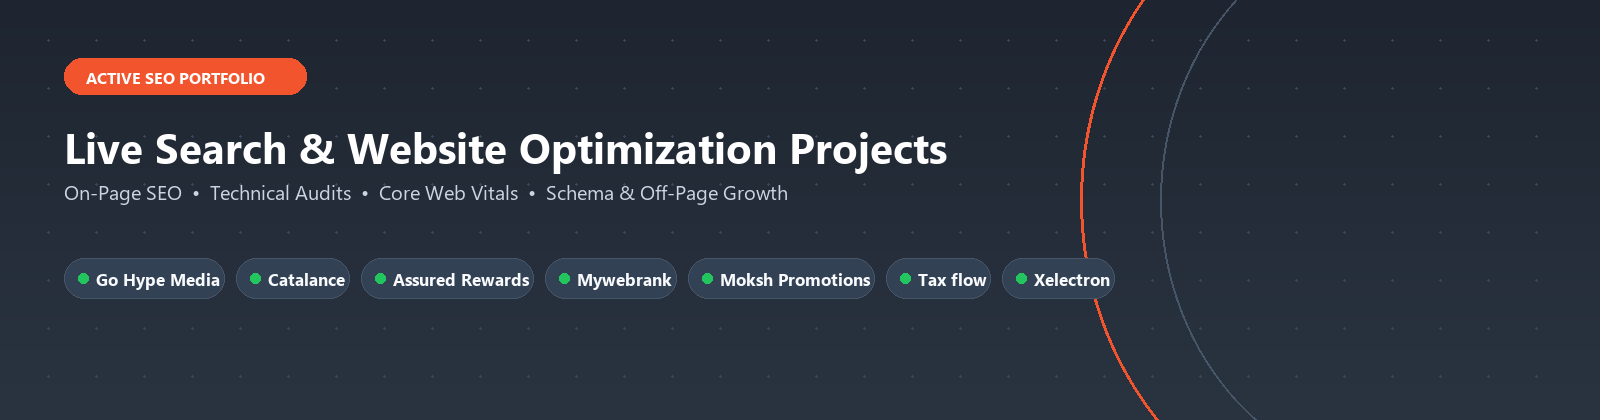 ACTIVE SEO PORTFOLIO
Live Search & Website Optimization Projects
On-Page SEO • Technical Audits • Core Web Vitals • Schema & Off-Page Growth
Go Hype Media Catalance Assured Rewards Mywebrank Moksh Promotions Tax flow Xelectron